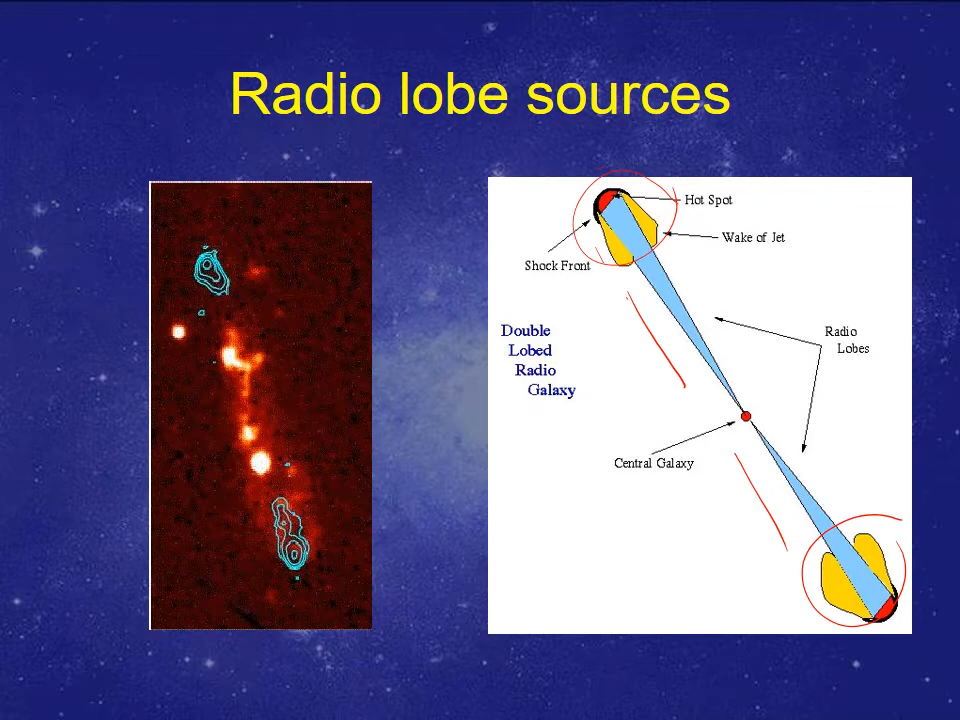 Radio lobe sources
Hot Spot
Wake of Jet
Shock Front
Double
Lobed
Radio
Galaxy
Radio
Lobes
Central Galaxy